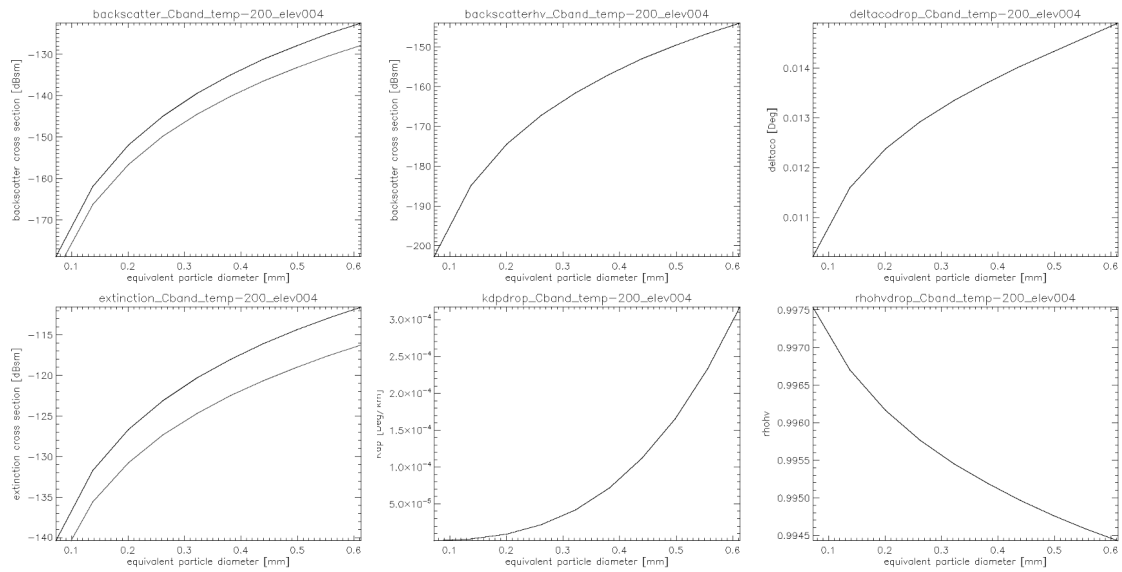 backscatter_Cband_temp-200_elev004
backscatter cross section [dBsm]
-130
-140
-150
-160
-170
0.1 0.2 0.3 0.4 0.5 0.6
equivalent particle diameter [mm]
backscatterhv_Cband_temp-200_elev004
backscatter cross section [dBsm]
-150
-160
-170
-180
-190
-200
0.1 0.2 0.3 0.4 0.5 0.6
equivalent particle diameter [mm]
deltacodrop_Cband_temp-200_elev004
deltaco [Deg]
0.014
0.013
0.012
0.011
0.1 0.2 0.3 0.4 0.5 0.6
equivalent particle diameter [mm]
extinction_Cband_temp-200_elev004
extinction cross section [dBsm]
-115
-120
-125
-130
-135
-140
0.1 0.2 0.3 0.4 0.5 0.6
equivalent particle diameter [mm]
kdpdrop_Cband_temp-200_elev004
3.0×10⁻⁴
2.5×10⁻⁴
2.0×10⁻⁴
1.5×10⁻⁴
1.0×10⁻⁴
5.0×10⁻⁵
0.1 0.2 0.3 0.4 0.5 0.6
equivalent particle diameter [mm]
rhohvdrop_Cband_temp-200_elev004
rhohv
0.9975
0.9970
0.9965
0.9960
0.9955
0.9950
0.9945
0.1 0.2 0.3 0.4 0.5 0.6
equivalent particle diameter [mm]